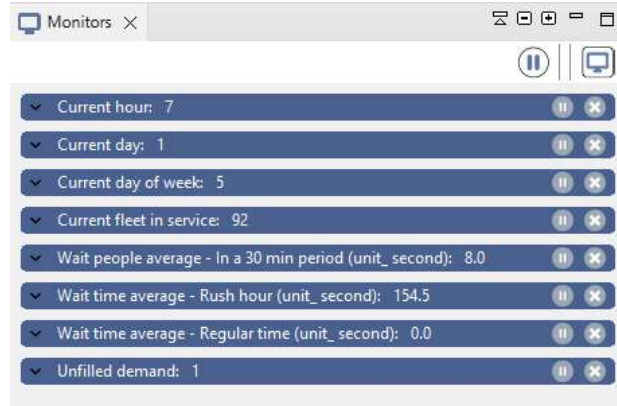 Monitors
Current hour: 7
Current day: 1
Current day of week: 5
Current fleet in service: 92
Wait people average - In a 30 min period (unit_ second): 8.0
Wait time average - Rush hour (unit_ second): 154.5
Wait time average - Regular time (unit_ second): 0.0
Unfilled demand: 1